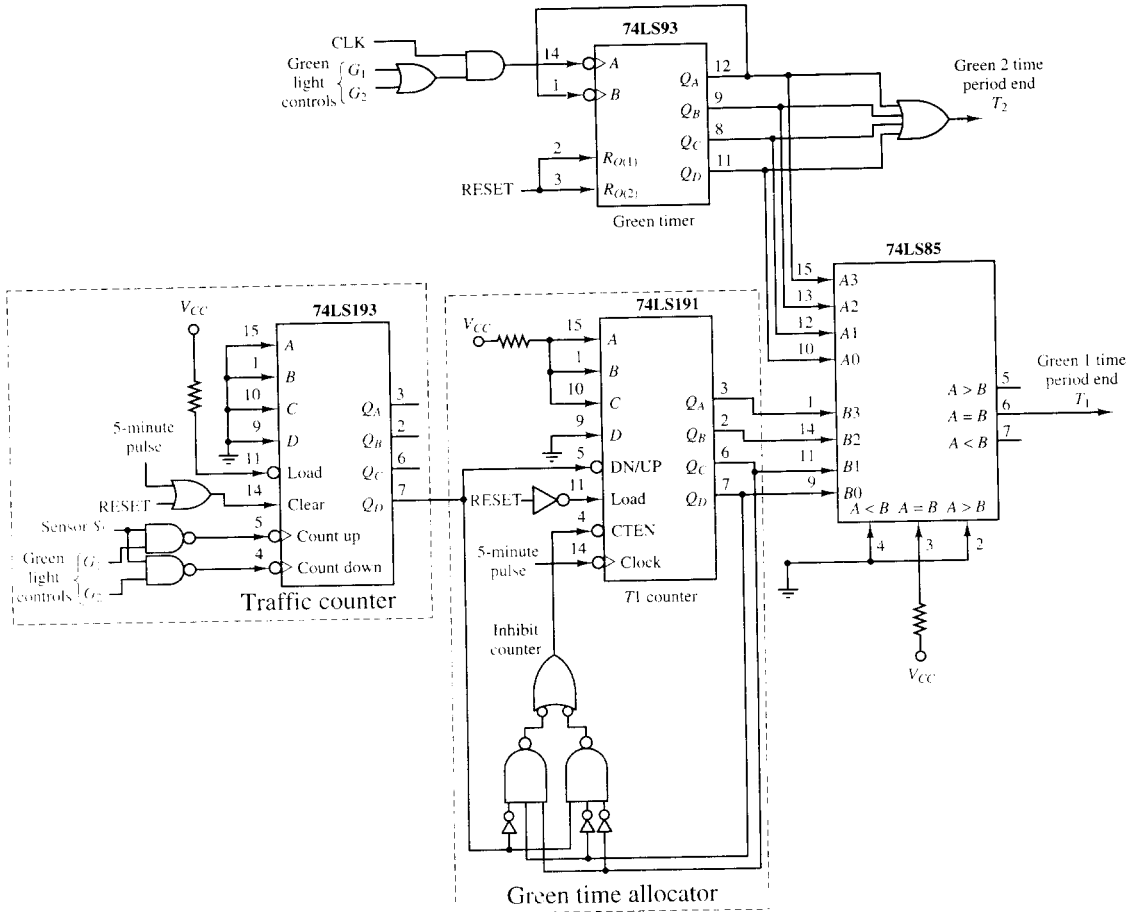 74LS93
CLK
Green
light
controls
G1
G2
14
A
1
B
2
RO(1)
3
RO(2)
RESET
QA
12
QB
9
QC
8
QD
11
Green timer
Green 2 time
period end
T2
74LS85
15
A3
13
A2
12
A1
10
A0
1
B3
14
B2
11
B1
9
B0
A > B
5
A = B
6
A < B
7
A < B A = B A > B
4
3
2
VCC
Green 1 time
period end
T1
74LS193
VCC
15
A
1
B
10
C
9
D
11
Load
14
Clear
5
Count up
4
Count down
QA
3
QB
2
QC
6
QD
7
5-minute
pulse
RESET
Sensor
Green
light
controls
Traffic counter
74LS191
VCC
15
A
1
B
10
C
9
D
5
DN/UP
RESET
11
Load
4
CTEN
14
Clock
5-minute
pulse
QA
3
QB
2
QC
6
QD
7
T1 counter
Inhibit
counter
Green time allocator